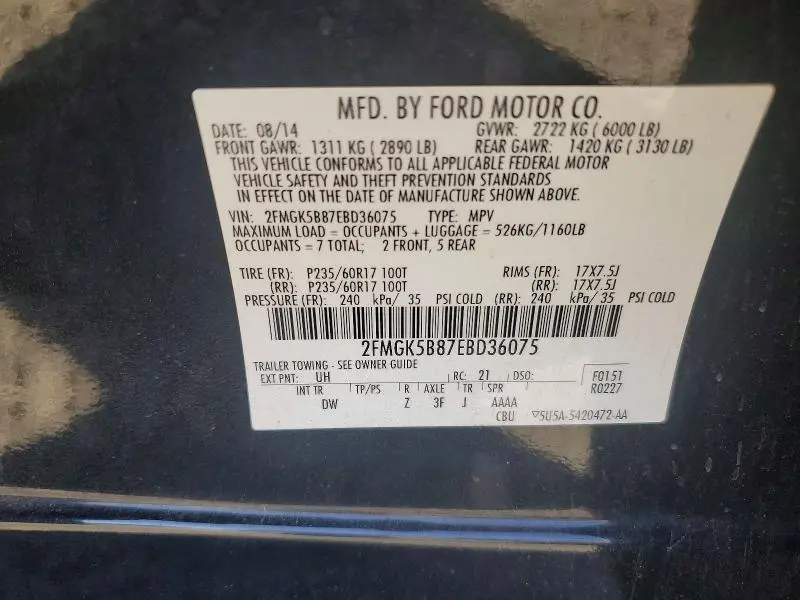 MFD. BY FORD MOTOR CO.
DATE: 08/14 GVWR: 2722 KG ( 6000 LB)
FRONT GAWR: 1311 KG ( 2890 LB) REAR GAWR: 1420 KG ( 3130 LB)
THIS VEHICLE CONFORMS TO ALL APPLICABLE FEDERAL MOTOR
VEHICLE SAFETY AND THEFT PREVENTION STANDARDS
IN EFFECT ON THE DATE OF MANUFACTURE SHOWN ABOVE.
VIN: 2FMGK5B87EBD36075 TYPE: MPV
MAXIMUM LOAD = OCCUPANTS + LUGGAGE = 526KG/1160LB
OCCUPANTS = 7 TOTAL; 2 FRONT, 5 REAR
TIRE (FR): P235/60R17 100T RIMS (FR): 17X7.5J
(RR): P235/60R17 100T (RR): 17X7.5J
PRESSURE (FR): 240 kPa/ 35 PSI COLD (RR): 240 kPa/ 35 PSI COLD
2FMGK5B87EBD36075
TRAILER TOWING - SEE OWNER GUIDE
EXT PNT: UH RC: 21 DSO: F0151
INT TR TP/PS R AXLE TR SPR R0227
DW Z 3F J AAAA
CBU 5U5A-5420472-AA